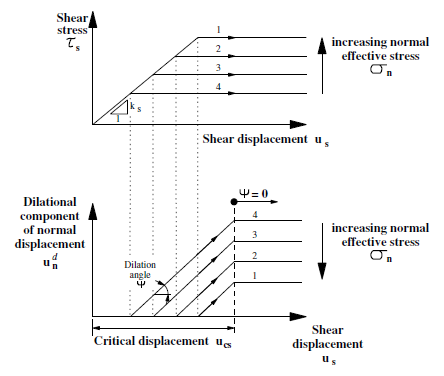 Shear
stress
τs
1
2
3
4
ks
1
increasing normal
effective stress
σn
Shear displacement us
Dilational
component
of normal
displacement
u_n^d
Ψ = 0
4
3
2
1
Dilation
angle
Ψ
increasing normal
effective stress
σn
Critical displacement ucs
Shear
displacement
us